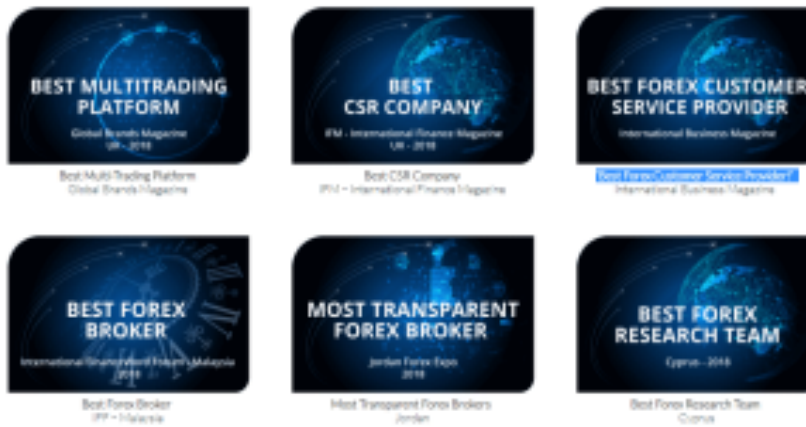 BEST MULTITRADING
PLATFORM
Global Brands Magazine
UK - 2018
Best Multi-Trading Platform
Global Brands Magazine
BEST
CSR COMPANY
IFM - International Finance Magazine
UK - 2018
Best CSR Company
IFM - International Finance Magazine
BEST FOREX CUSTOMER
SERVICE PROVIDER
International Business Magazine
"Best Forex Customer Service Provider"
International Business Magazine
BEST FOREX
BROKER
International Finance Forum - Malaysia
2018
Best Forex Broker
Malaysia
MOST TRANSPARENT
FOREX BROKER
Jordan Forex Expo
2018
Most Transparent Forex Brokers
Jordan
BEST FOREX
RESEARCH TEAM
Cyprus - 2018
Best Forex Research Team
Cyprus